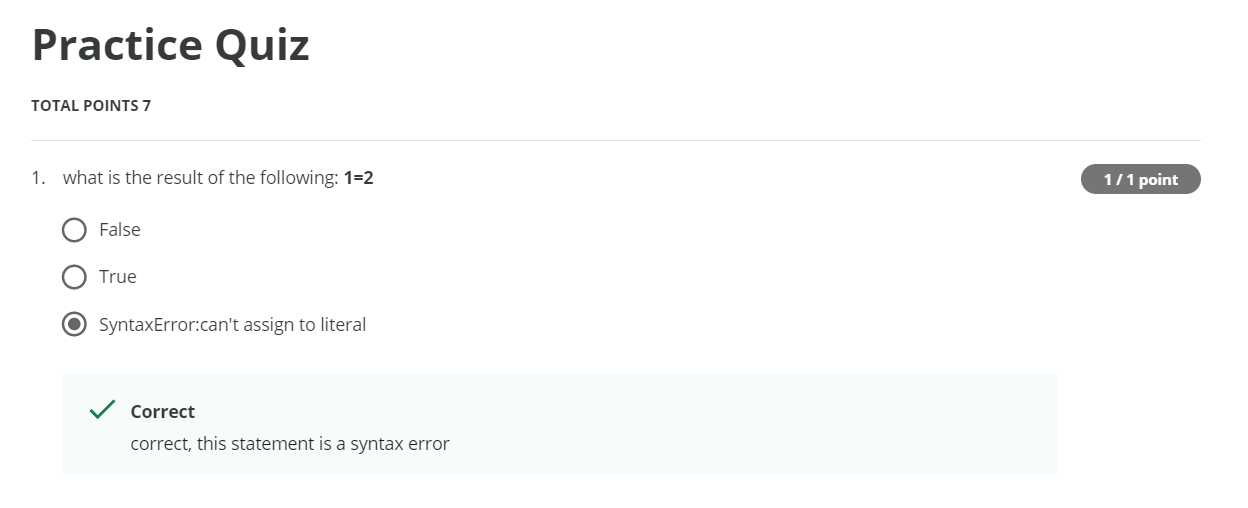 Practice Quiz
TOTAL POINTS 7
1. what is the result of the following: 1=2
1 / 1 point
False
True
SyntaxError:can't assign to literal
Correct
correct, this statement is a syntax error